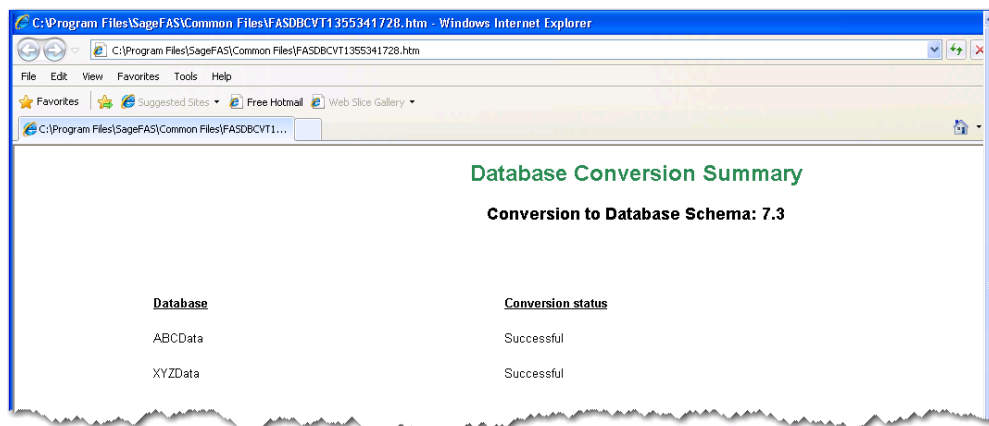 C:\Program Files\SageFAS\Common Files\FASDBCVT1355341728.htm - Windows Internet Explorer
C:\Program Files\SageFAS\Common Files\FASDBCVT1355341728.htm
File Edit View Favorites Tools Help
Favorites Suggested Sites Free Hotmail Web Slice Gallery
C:\Program Files\SageFAS\Common Files\FASDBCVT1...
Database Conversion Summary
Conversion to Database Schema: 7.3
Database Conversion status
ABCData Successful
XYZData Successful